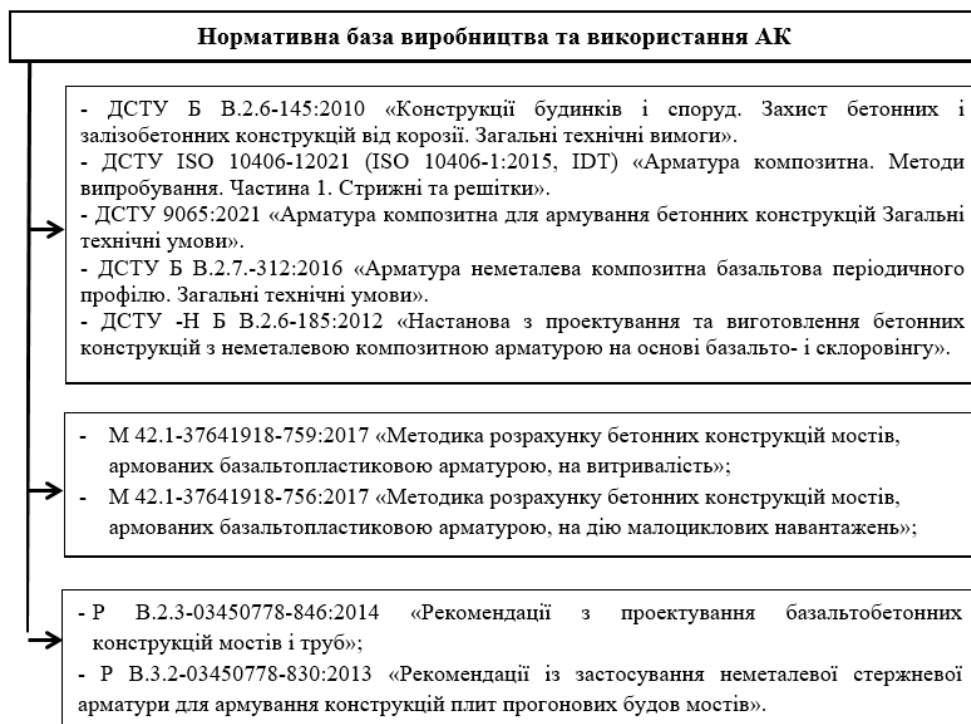 Нормативна база виробництва та використання АК
- ДСТУ Б В.2.6-145:2010 «Конструкції будинків і споруд. Захист бетонних і
залізобетонних конструкцій від корозії. Загальні технічні вимоги».
- ДСТУ ISO 10406-12021 (ISO 10406-1:2015, IDT) «Арматура композитна. Методи
випробування. Частина 1. Стрижні та решітки».
- ДСТУ 9065:2021 «Арматура композитна для армування бетонних конструкцій Загальні
технічні умови».
- ДСТУ Б В.2.7.-312:2016 «Арматура неметалева композитна базальтова періодичного
профілю. Загальні технічні умови».
- ДСТУ -Н Б В.2.6-185:2012 «Настанова з проектування та виготовлення бетонних
конструкцій з неметалевою композитною арматурою на основі базальто- і склоровінгу».
- М 42.1-37641918-759:2017 «Методика розрахунку бетонних конструкцій мостів,
армованих базальтопластиковою арматурою, на витривалість»;
- М 42.1-37641918-756:2017 «Методика розрахунку бетонних конструкцій мостів,
армованих базальтопластиковою арматурою, на дію малоциклових навантажень»;
- Р В.2.3-03450778-846:2014 «Рекомендації з проектування базальтобетонних
конструкцій мостів і труб»;
- Р В.3.2-03450778-830:2013 «Рекомендації із застосування неметалевої стержневої
арматури для армування конструкцій плит прогонових будов мостів».